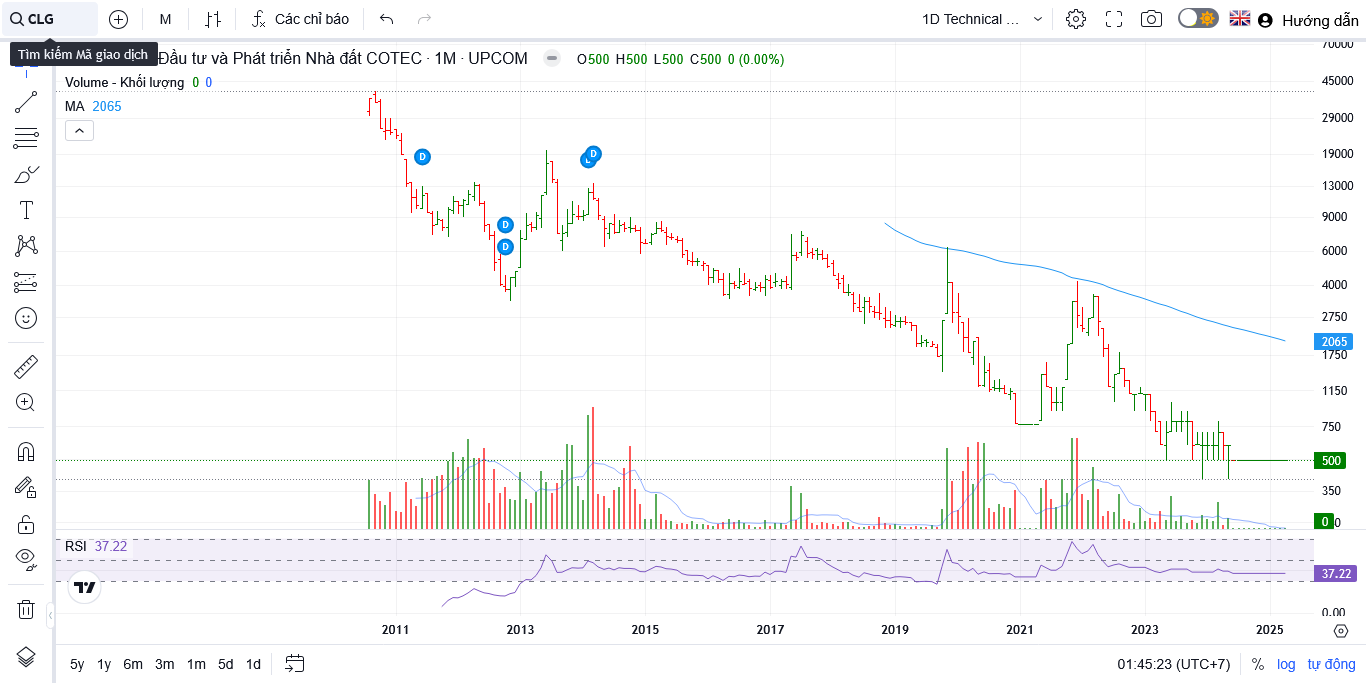 CLG
M
Các chỉ báo
1D Technical ...
Hướng dẫn
Tìm kiếm Mã giao dịch
Đầu tư và Phát triển Nhà đất COTEC · 1M · UPCOM
O500 H500 L500 C500 0 (0.00%)
Volume - Khối lượng 0 0
MA 2065
D
D
D
D
70000
45000
29000
19000
13000
9000
6000
4000
2750
2065
1750
1150
750
500
350
0
0
RSI 37.22
37.22
0.00
2011
2013
2015
2017
2019
2021
2023
2025
5y 1y 6m 3m 1m 5d 1d
01:45:23 (UTC+7)
% log tự động